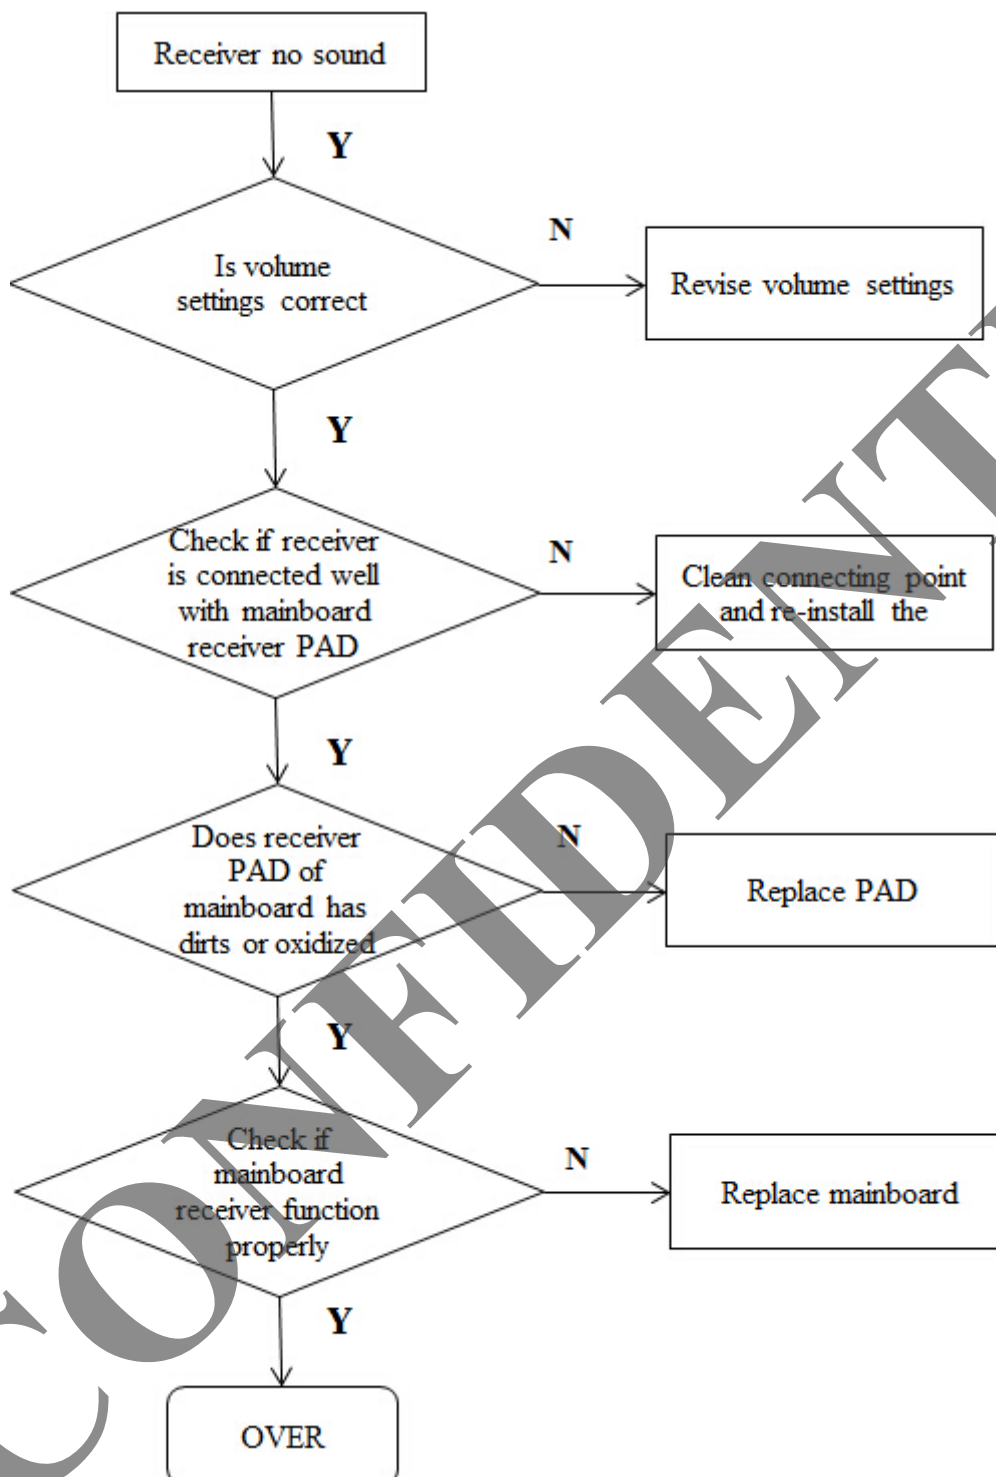 Receiver no sound
Y
Is volume
settings correct
N
Revise volume settings
Y
Check if receiver
is connected well
with mainboard
receiver PAD
N
Clean connecting point
and re-install the
Y
Does receiver
PAD of
mainboard has
dirts or oxidized
N
Replace PAD
Y
Check if
mainboard
receiver function
properly
N
Replace mainboard
Y
OVER
CONFIDENT